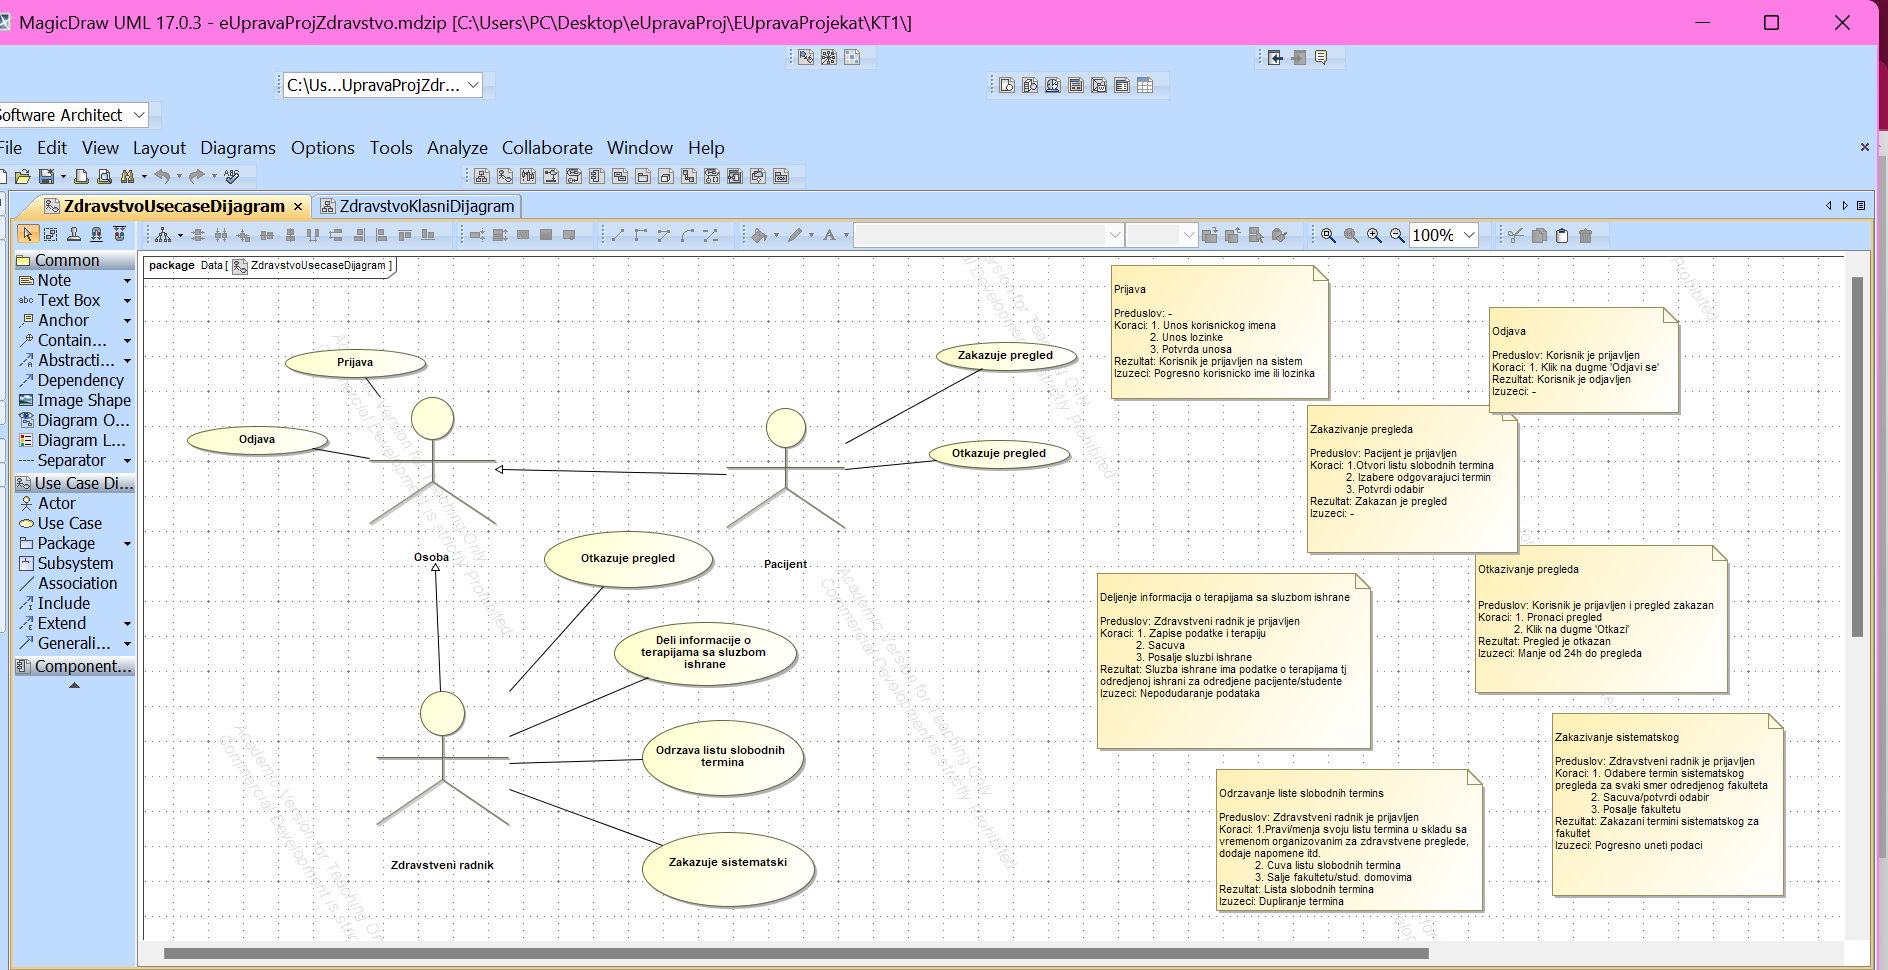 MagicDraw UML 17.0.3 - eUpravaProjZdravstvo.mdzip [C:\Users\PC\Desktop\eUpravaProj\EUpravaProjekat\KT1\]
C:\Us...UpravaProjZdr...
Software Architect
File Edit View Layout Diagrams Options Tools Analyze Collaborate Window Help
ZdravstvoUsecaseDijagram
ZdravstvoKlasniDijagram
100%
Common
Note
abc Text Box
Anchor
Contain...
Abstracti...
Dependency
Image Shape
Diagram O...
Diagram L...
Separator
Use Case Di...
Actor
Use Case
Package
Subsystem
Association
Include
Extend
Generali...
Component...
package Data [ ZdravstvoUsecaseDijagram ]
Prijava
Odjava
Osoba
Zakazuje pregled
Otkazuje pregled
Pacijent
Otkazuje pregled
Deli informacije o
terapijama sa sluzbom
ishrane
Odrzava listu slobodnih
termina
Zakazuje sistematski
Zdravstveni radnik
Prijava
Preduslov: -
Koraci: 1. Unos korisnickog imena
2. Unos lozinke
3. Potvrda unosa
Rezultat: Korisnik je prijavljen na sistem
Izuzeci: Pogresno korisnicko ime ili lozinka
Odjava
Preduslov: Korisnik je prijavljen
Koraci: 1. Klik na dugme 'Odjavi se'
Rezultat: Korisnik je odjavljen
Izuzeci: -
Zakazivanje pregleda
Preduslov: Pacijent je prijavljen
Koraci: 1.Otvori listu slobodnih termina
2. Izabere odgovarajuci termin
3. Potvrdi odabir
Rezultat: Zakazan je pregled
Izuzeci: -
Otkazivanje pregleda
Preduslov: Korisnik je prijavljen i pregled zakazan
Koraci: 1. Pronaci pregled
2. Klik na dugme 'Otkazi'
Rezultat: Pregled je otkazan
Izuzeci: Manje od 24h do pregleda
Deljenje informacija o terapijama sa sluzbom ishrane
Preduslov: Zdravstveni radnik je prijavljen
Koraci: 1. Zapise podatke i terapiju
2. Sacuva
3. Posalje sluzbi ishrane
Rezultat: Sluzba ishrane ima podatke o terapijama tj
odredjenoj ishrani za odredjene pacijente/studente
Izuzeci: Nepodudaranje podataka
Zakazivanje sistematskog
Preduslov: Zdravstveni radnik je prijavljen
Koraci: 1. Odabere termin sistematskog
pregleda za svaki smer odredjenog fakulteta
2. Sacuva/potvrdi odabir
3. Posalje fakultetu
Rezultat: Zakazani termini sistematskog za
fakultet
Izuzeci: Pogresno uneti podaci
Odrzavanje liste slobodnih termins
Preduslov: Zdravstveni radnik je prijavljen
Koraci: 1.Pravi/menja svoju listu termina u skladu sa
vremenom organizovanim za zdravstvene preglede,
dodaje napomene itd.
2. Cuva listu slobodnih termina
3. Salje fakultetu/stud. domovima
Rezultat: Lista slobodnih termina
Izuzeci: Dupliranje termina
Academic Version for Teaching Only
Commercial Development is strictly Prohibited